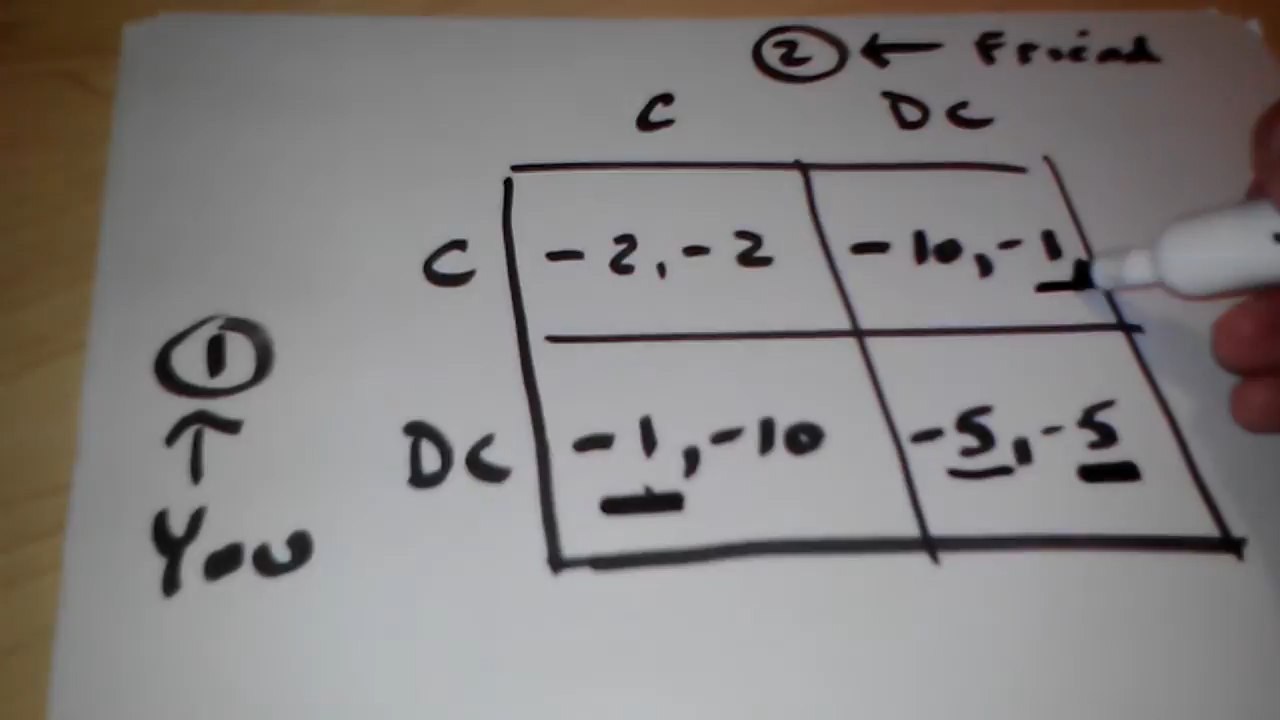 2 ← Friend
C DC
C -2,-2 -10,-1
1
DC -1,-10 -5,-5
↑
You